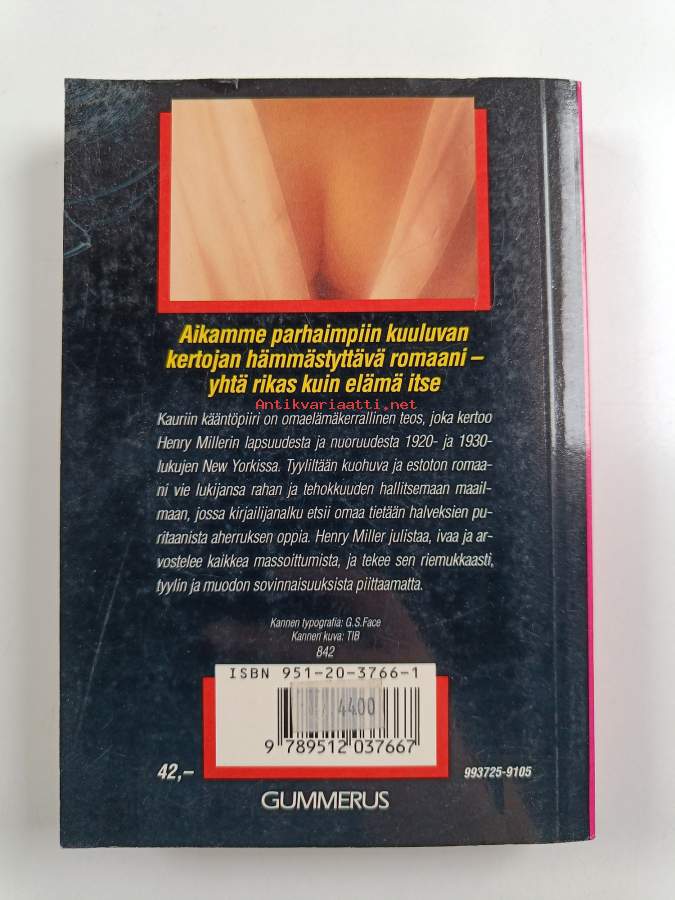 Aikamme parhaimpiin kuuluvan
kertojan hämmästyttävä romaani –
yhtä rikas kuin elämä itse
Antikvariaatti.net
Kauriin kääntöpiiri on omaelämäkerrallinen teos, joka kertoo
Henry Millerin lapsuudesta ja nuoruudesta 1920- ja 1930-
lukujen New Yorkissa. Tyyliltään kuohuva ja estoton romaa-
ni vie lukijansa rahan ja tehokkuuden hallitsemaan maail-
maan, jossa kirjailijanalku etsii omaa tietään halveksien pu-
ritaanista aherruksen oppia. Henry Miller julistaa, ivaa ja ar-
vostelee kaikkea massoittumista, ja tekee sen riemukkaasti,
tyylin ja muodon sovinnaisuuksista piittaamatta.
Kannen typografia: G.S.Face
Kannen kuva: TIB
842
ISBN 951-20-3766-1
4400
9 789512 037667
42,–
993725-9105
GUMMERUS